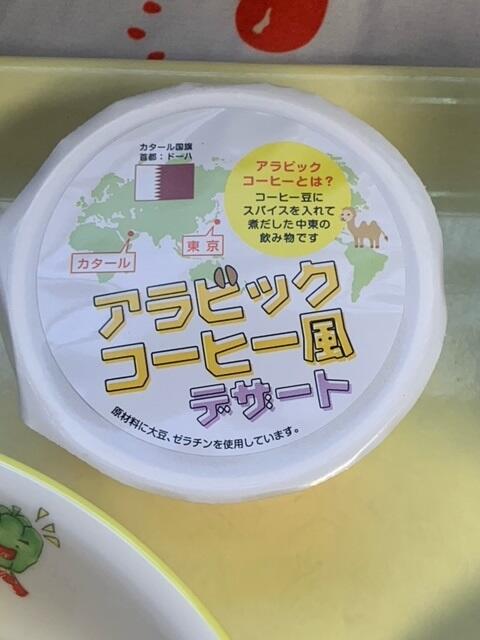 カタール国旗
首都：ドーハ
アラビック
コーヒーとは？
コーヒー豆に
スパイスを入れて
煮だした中東の
飲み物です
東京
カタール
アラビック
コーヒー風
デザート
原材料に大豆、ゼラチンを使用しています。